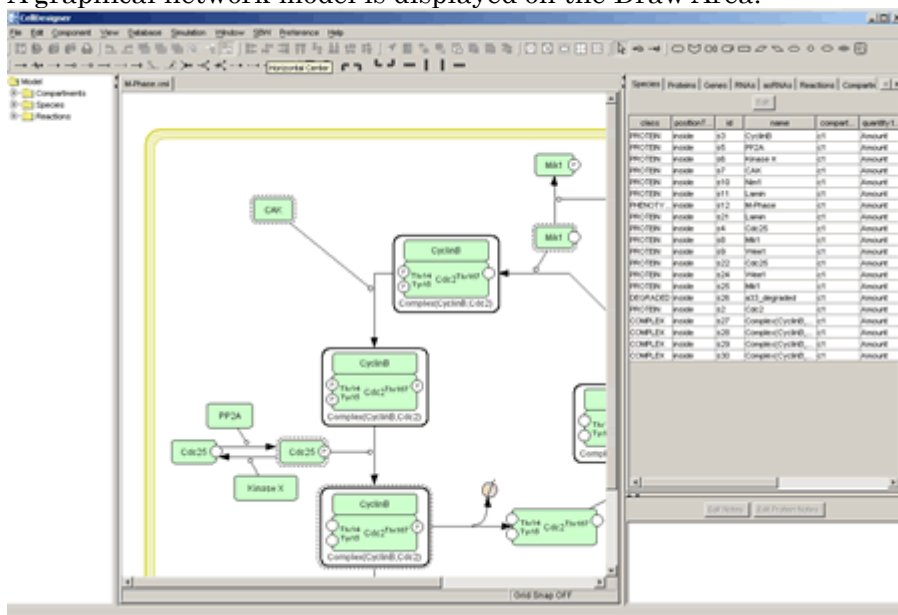 A graphical network model is displayed on the Draw Area.
CellDesigner
File Edit Component View Database Simulation Window SBW Preference Help
Horizontal Center
Model
Compartments
Species
Reactions
M-Phase.xml
CAK
Mik1
P
Mik1
CyclinB
P Thr14 Cdc2 Thr167
P Tyr15
Complex(CyclinB,Cdc2)
CyclinB
P Thr14 Cdc2 Thr167 P
P Tyr15
Complex(CyclinB,Cdc2)
PP2A
Cdc25
Cdc25 P
Kinase X
CyclinB
Thr14 Cdc2 Thr167 P
Tyr15
Complex(CyclinB,Cdc2)
Thr14 Cdc2 Thr167
Tyr15
Grid Snap OFF
Species Proteins Genes RNAs asRNAs Reactions Compartm
Edit
class positionT... id name compart... quantity t...
PROTEIN inside s3 CyclinB c1 Amount
PROTEIN inside s5 PP2A c1 Amount
PROTEIN inside s6 Kinase X c1 Amount
PROTEIN inside s7 CAK c1 Amount
PROTEIN inside s10 Nim1 c1 Amount
PROTEIN inside s11 Lamin c1 Amount
PHENOTY... inside s12 M-Phase c1 Amount
PROTEIN inside s21 Lamin c1 Amount
PROTEIN inside s4 Cdc25 c1 Amount
PROTEIN inside s8 Mik1 c1 Amount
PROTEIN inside s9 Wee1 c1 Amount
PROTEIN inside s22 Cdc25 c1 Amount
PROTEIN inside s24 Wee1 c1 Amount
PROTEIN inside s25 Mik1 c1 Amount
DEGRADED inside s26 a33_degraded c1 Amount
PROTEIN inside s2 Cdc2 c1 Amount
COMPLEX inside s27 Complex(CyclinB,... c1 Amount
COMPLEX inside s28 Complex(CyclinB,... c1 Amount
COMPLEX inside s29 Complex(CyclinB,... c1 Amount
COMPLEX inside s30 Complex(CyclinB,... c1 Amount
Edit Notes Edit Protein Notes